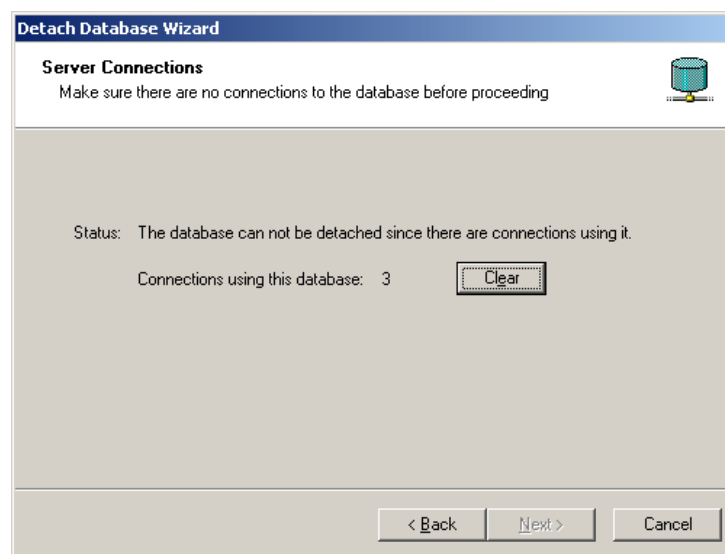 Detach Database Wizard
Server Connections
Make sure there are no connections to the database before proceeding
Status: The database can not be detached since there are connections using it.
Connections using this database: 3 Clear
< Back Next > Cancel